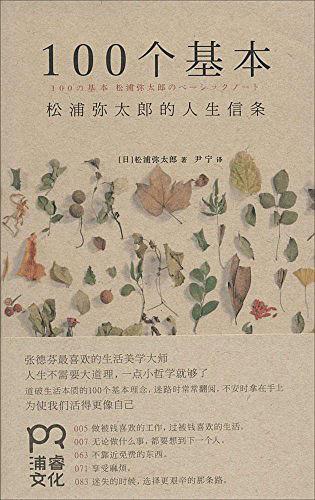 100个基本
100の基本 松浦弥太郎のベーシックノート
松浦弥太郎的人生信条
［日］松浦弥太郎 著 尹宁 译
张德芬最喜欢的生活美学大师
人生不需要大道理，一点小哲学就够了
道破生活本质的100个基本理念，迷路时常常翻阅，不安时拿在手上
为使我们活得更像自己
浦睿文化
005 做被钱喜欢的工作，过被钱喜欢的生活。
007 无论做什么事，都要想到下一个人。
063 不靠近免费的东西。
071 享受麻烦。
083 迷失的时候，选择更艰辛的那条路。